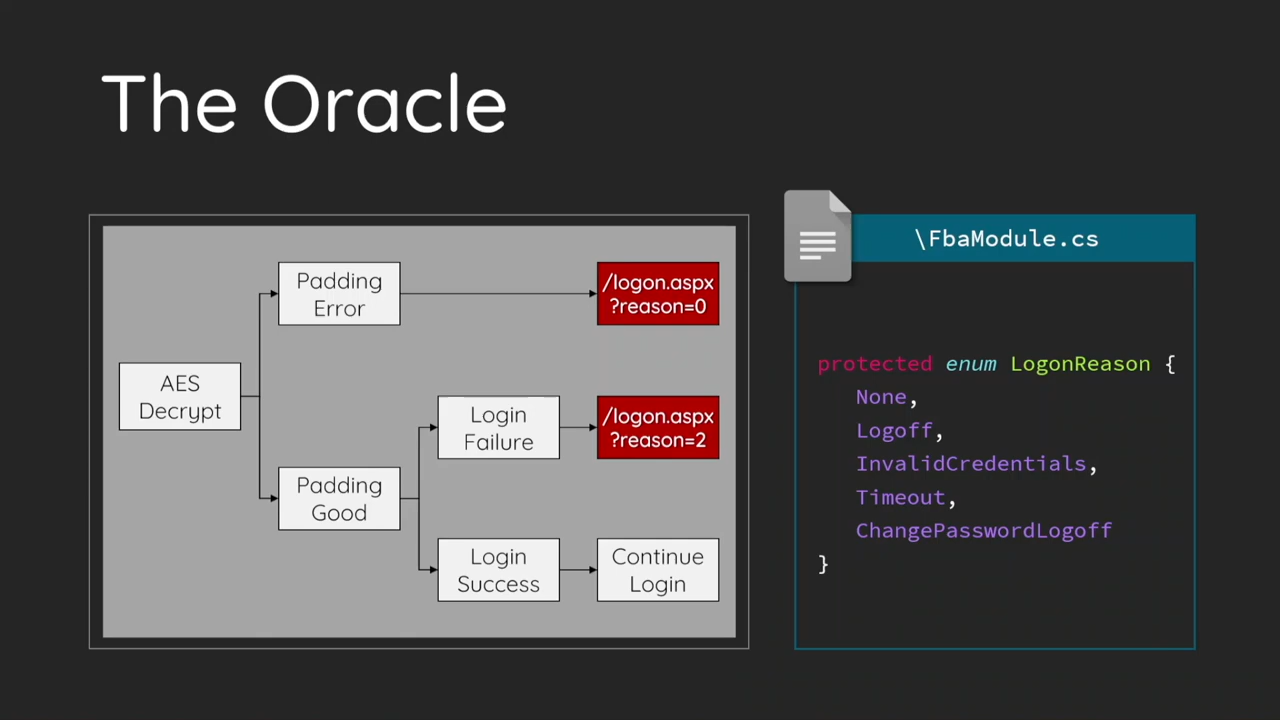 The Oracle
AES
Decrypt
Padding
Error
/logon.aspx
?reason=0
Padding
Good
Login
Failure
/logon.aspx
?reason=2
Login
Success
Continue
Login
\FbaModule.cs
protected enum LogonReason {
None,
Logoff,
InvalidCredentials,
Timeout,
ChangePasswordLogoff
}